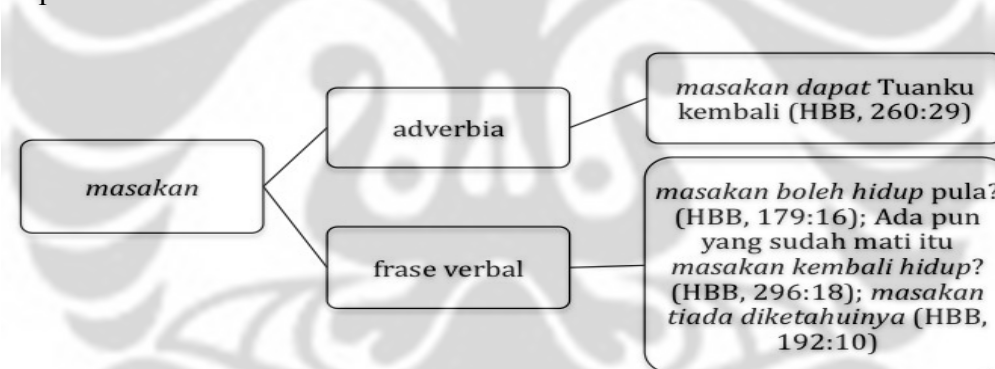 masakan
adverbia
masakan dapat Tuanku
kembali (HBB, 260:29)
frase verbal
masakan boleh hidup pula?
(HBB, 179:16); Ada pun
yang sudah mati itu
masakan kembali hidup?
(HBB, 296:18); masakan
tiada diketahuinya (HBB,
192:10)